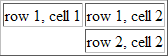 row 1, cell 1 row 1, cell 2
row 2, cell 2